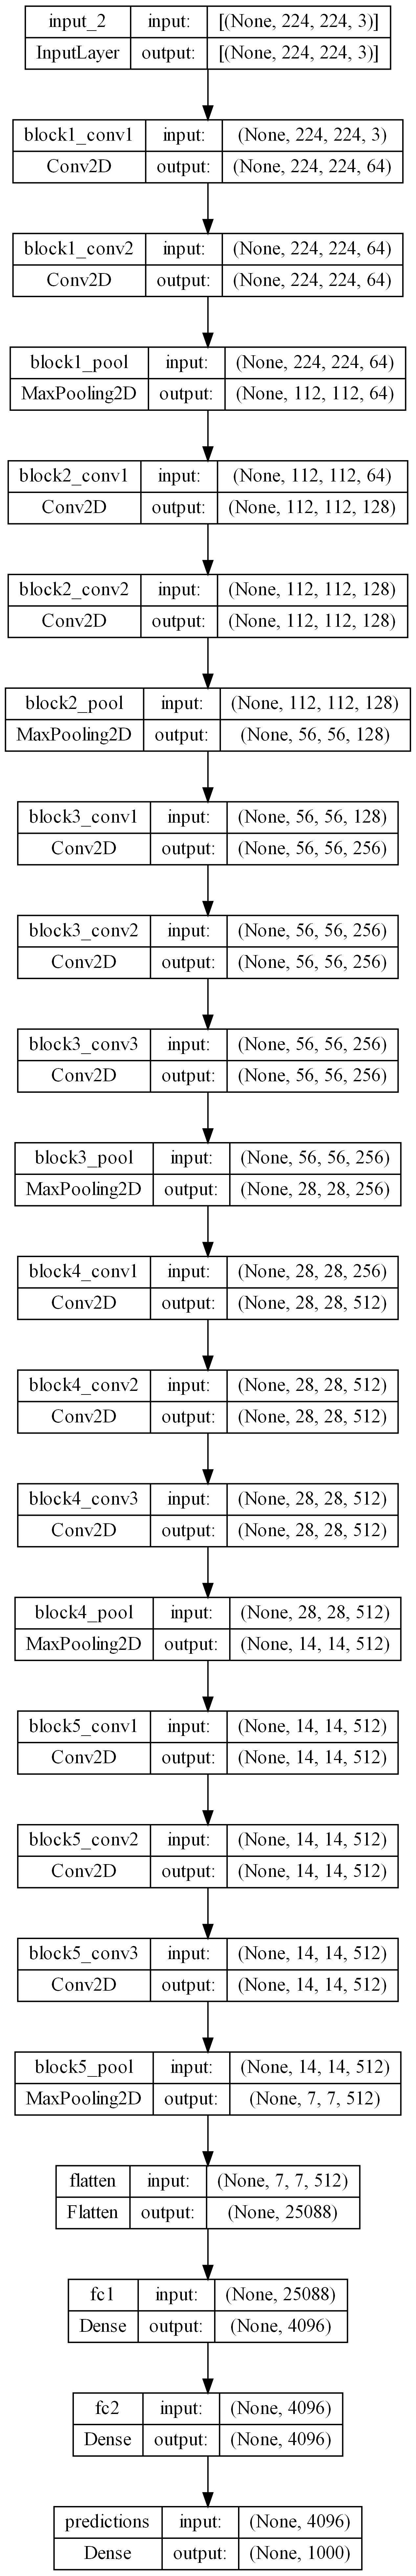 input_2 input: [(None, 224, 224, 3)]
InputLayer output: [(None, 224, 224, 3)]
block1_conv1 input: (None, 224, 224, 3)
Conv2D output: (None, 224, 224, 64)
block1_conv2 input: (None, 224, 224, 64)
Conv2D output: (None, 224, 224, 64)
block1_pool input: (None, 224, 224, 64)
MaxPooling2D output: (None, 112, 112, 64)
block2_conv1 input: (None, 112, 112, 64)
Conv2D output: (None, 112, 112, 128)
block2_conv2 input: (None, 112, 112, 128)
Conv2D output: (None, 112, 112, 128)
block2_pool input: (None, 112, 112, 128)
MaxPooling2D output: (None, 56, 56, 128)
block3_conv1 input: (None, 56, 56, 128)
Conv2D output: (None, 56, 56, 256)
block3_conv2 input: (None, 56, 56, 256)
Conv2D output: (None, 56, 56, 256)
block3_conv3 input: (None, 56, 56, 256)
Conv2D output: (None, 56, 56, 256)
block3_pool input: (None, 56, 56, 256)
MaxPooling2D output: (None, 28, 28, 256)
block4_conv1 input: (None, 28, 28, 256)
Conv2D output: (None, 28, 28, 512)
block4_conv2 input: (None, 28, 28, 512)
Conv2D output: (None, 28, 28, 512)
block4_conv3 input: (None, 28, 28, 512)
Conv2D output: (None, 28, 28, 512)
block4_pool input: (None, 28, 28, 512)
MaxPooling2D output: (None, 14, 14, 512)
block5_conv1 input: (None, 14, 14, 512)
Conv2D output: (None, 14, 14, 512)
block5_conv2 input: (None, 14, 14, 512)
Conv2D output: (None, 14, 14, 512)
block5_conv3 input: (None, 14, 14, 512)
Conv2D output: (None, 14, 14, 512)
block5_pool input: (None, 14, 14, 512)
MaxPooling2D output: (None, 7, 7, 512)
flatten input: (None, 7, 7, 512)
Flatten output: (None, 25088)
fc1 input: (None, 25088)
Dense output: (None, 4096)
fc2 input: (None, 4096)
Dense output: (None, 4096)
predictions input: (None, 4096)
Dense output: (None, 1000)